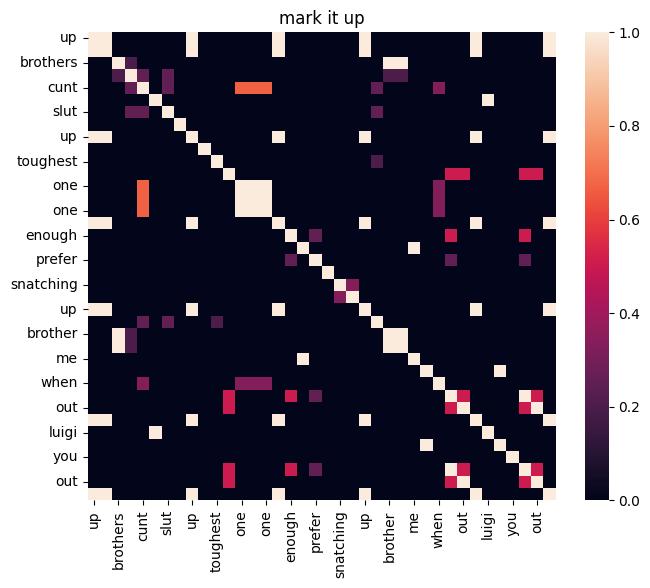 mark it up
up
brothers
cunt
slut
up
toughest
one
one
enough
prefer
snatching
up
brother
me
when
out
luigi
you
out
1.0
0.8
0.6
0.4
0.2
0.0
up
brothers
cunt
slut
up
toughest
one
one
enough
prefer
snatching
up
brother
me
when
out
luigi
you
out